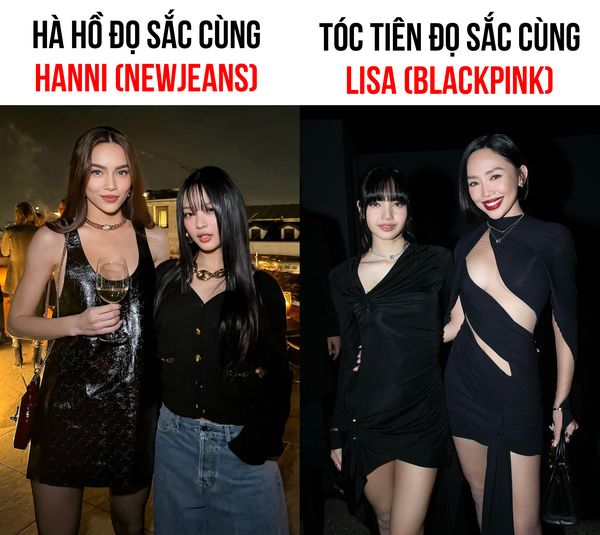 HÀ HỒ ĐỌ SẮC CÙNG
HANNI (NEWJEANS)
TÓC TIÊN ĐỌ SẮC CÙNG
LISA (BLACKPINK)